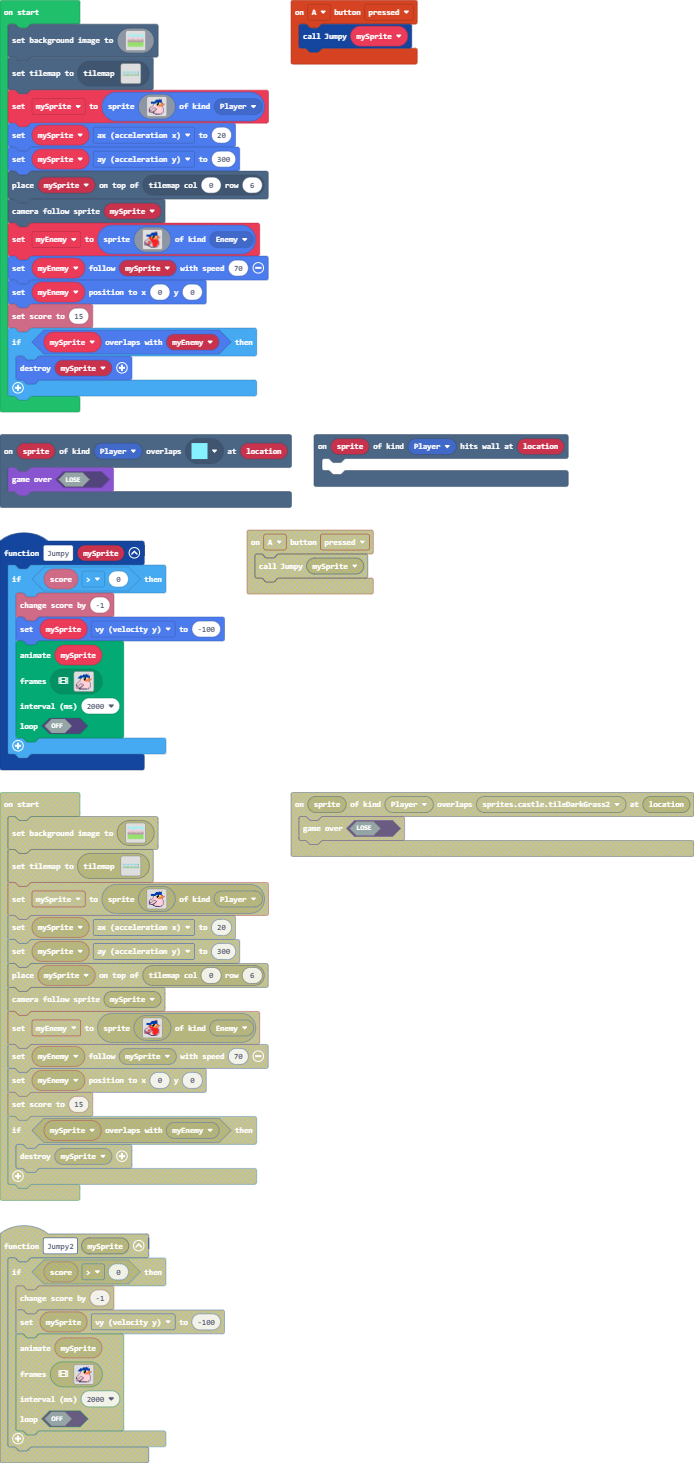 on start
set background image to
set tilemap to tilemap
set mySprite to sprite of kind Player
set mySprite ax (acceleration x) to 20
set mySprite ay (acceleration y) to 300
place mySprite on top of tilemap col 0 row 6
camera follow sprite mySprite
set myEnemy to sprite of kind Enemy
set myEnemy follow mySprite with speed 70
set myEnemy position to x 0 y 0
set score to 15
if mySprite overlaps with myEnemy then
destroy mySprite
on A button pressed
call Jumpy mySprite
on sprite of kind Player overlaps at location
game over LOSE
on sprite of kind Player hits wall at location
function Jumpy mySprite
if score > 0 then
change score by -1
set mySprite vy (velocity y) to -100
animate mySprite
frames
interval (ms) 2000
loop OFF
on A button pressed
call Jumpy mySprite
on start
set background image to
set tilemap to tilemap
set mySprite to sprite of kind Player
set mySprite ax (acceleration x) to 20
set mySprite ay (acceleration y) to 300
place mySprite on top of tilemap col 0 row 6
camera follow sprite mySprite
set myEnemy to sprite of kind Enemy
set myEnemy follow mySprite with speed 70
set myEnemy position to x 0 y 0
set score to 15
if mySprite overlaps with myEnemy then
destroy mySprite
on sprite of kind Player overlaps sprites.castle.tileDarkGrass2 at location
game over LOSE
function Jumpy2 mySprite
if score > 0 then
change score by -1
set mySprite vy (velocity y) to -100
animate mySprite
frames
interval (ms) 2000
loop OFF